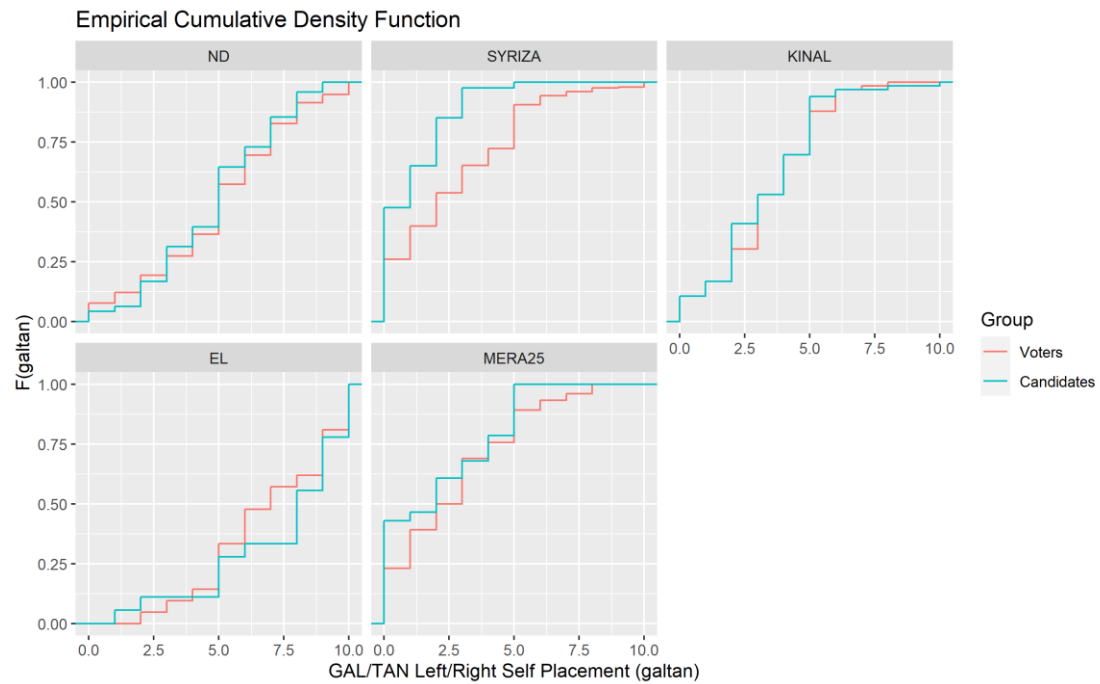 Empirical Cumulative Density Function
ND
SYRIZA
KINAL
1.00
0.75
0.50
0.25
0.00
0.0 2.5 5.0 7.5 10.0
EL
MERA25
1.00
0.75
0.50
0.25
0.00
0.0 2.5 5.0 7.5 10.0
0.0 2.5 5.0 7.5 10.0
F(galtan)
GAL/TAN Left/Right Self Placement (galtan)
Group
Voters
Candidates